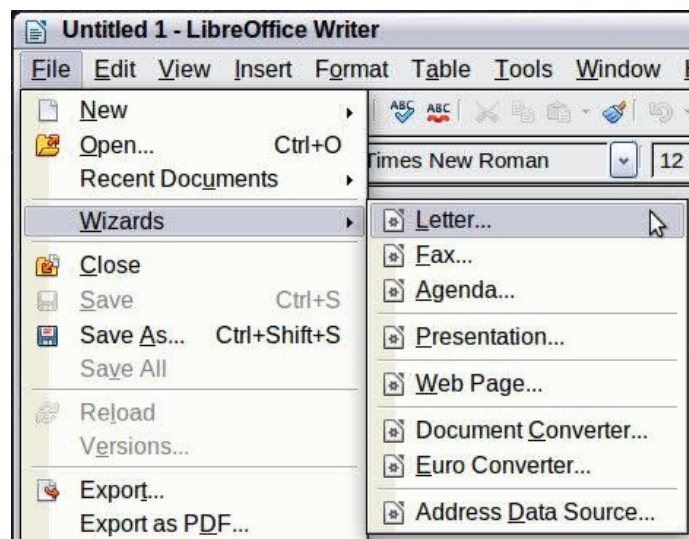 Untitled 1 - LibreOffice Writer
File Edit View Insert Format Table Tools Window
ABC ABC
Times New Roman 12
New
Open... Ctrl+O
Recent Documents
Wizards
Close
Save Ctrl+S
Save As... Ctrl+Shift+S
Save All
Reload
Versions...
Export...
Export as PDF...
Letter...
Fax...
Agenda...
Presentation...
Web Page...
Document Converter...
Euro Converter...
Address Data Source...